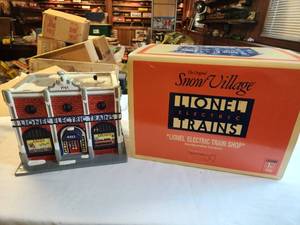 LIONEL ELECTRIC TRAINS
The Original
Snow Village
LIONEL
ELECTRIC
TRAINS
"LIONEL ELECTRIC TRAIN SHOP"